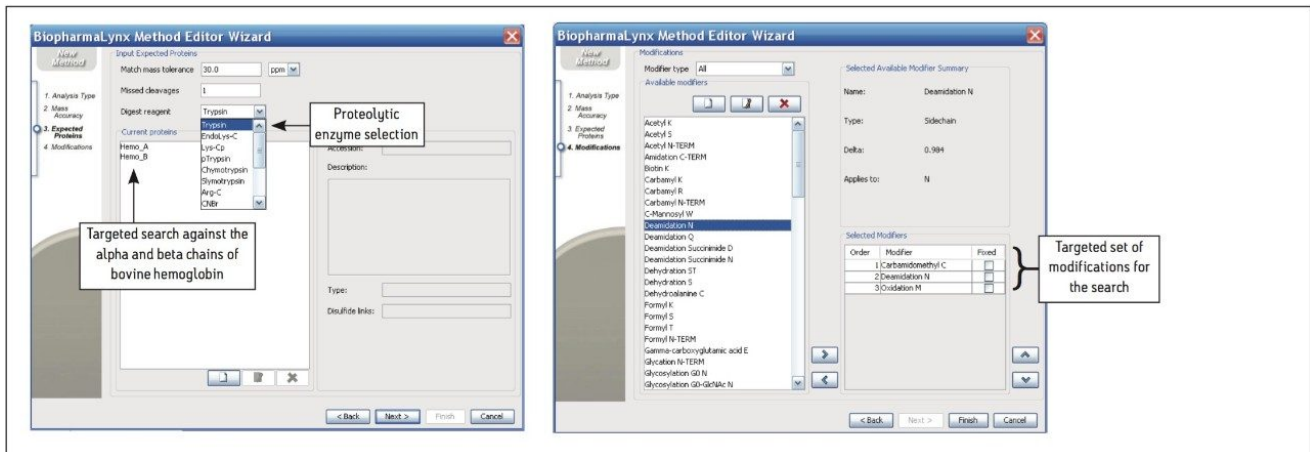 BiopharmaLynx Method Editor Wizard
New
Method
1. Analysis Type
2. Mass
Accuracy
3. Expected
Proteins
4. Modifications
Input Expected Proteins
Match mass tolerance 30.0 ppm
Missed cleavages 1
Digest reagent Trypsin
Trypsin
EndoLys-C
Lys-Cp
pTrypsin
Chymotrypsin
Slymotrypsin
Arg-C
CNBr
Current proteins
Hemo_A
Hemo_B
Accession:
Description:
Type:
Disulfide links:
Proteolytic
enzyme selection
Targeted search against the
alpha and beta chains of
bovine hemoglobin
< Back Next > Finish Cancel
BiopharmaLynx Method Editor Wizard
New
Method
1. Analysis Type
2. Mass
Accuracy
3. Expected
Proteins
4. Modifications
Modifications
Modifier type All
Available modifiers
Acetyl K
Acetyl S
Acetyl N-TERM
Amidation C-TERM
Biotin K
Carbamyl K
Carbamyl R
Carbamyl N-TERM
C-Mannosyl W
Deamidation N
Deamidation Q
Deamidation Succinimide D
Deamidation Succinimide N
Dehydration ST
Dehydration S
Dehydroalanine C
Formyl K
Formyl S
Formyl T
Formyl N-TERM
Gamma-carboxyglutamic acid E
Glycation N-TERM
Glycosylation G0 N
Glycosylation G0-GlcNAc N
Selected Available Modifier Summary
Name: Deamidation N
Type: Sidechain
Delta: 0.984
Applies to: N
Selected Modifiers
Order Modifier Fixed
1 Carbamidomethyl C
2 Deamidation N
3 Oxidation M
Targeted set of
modifications for
the search
< Back Next > Finish Cancel